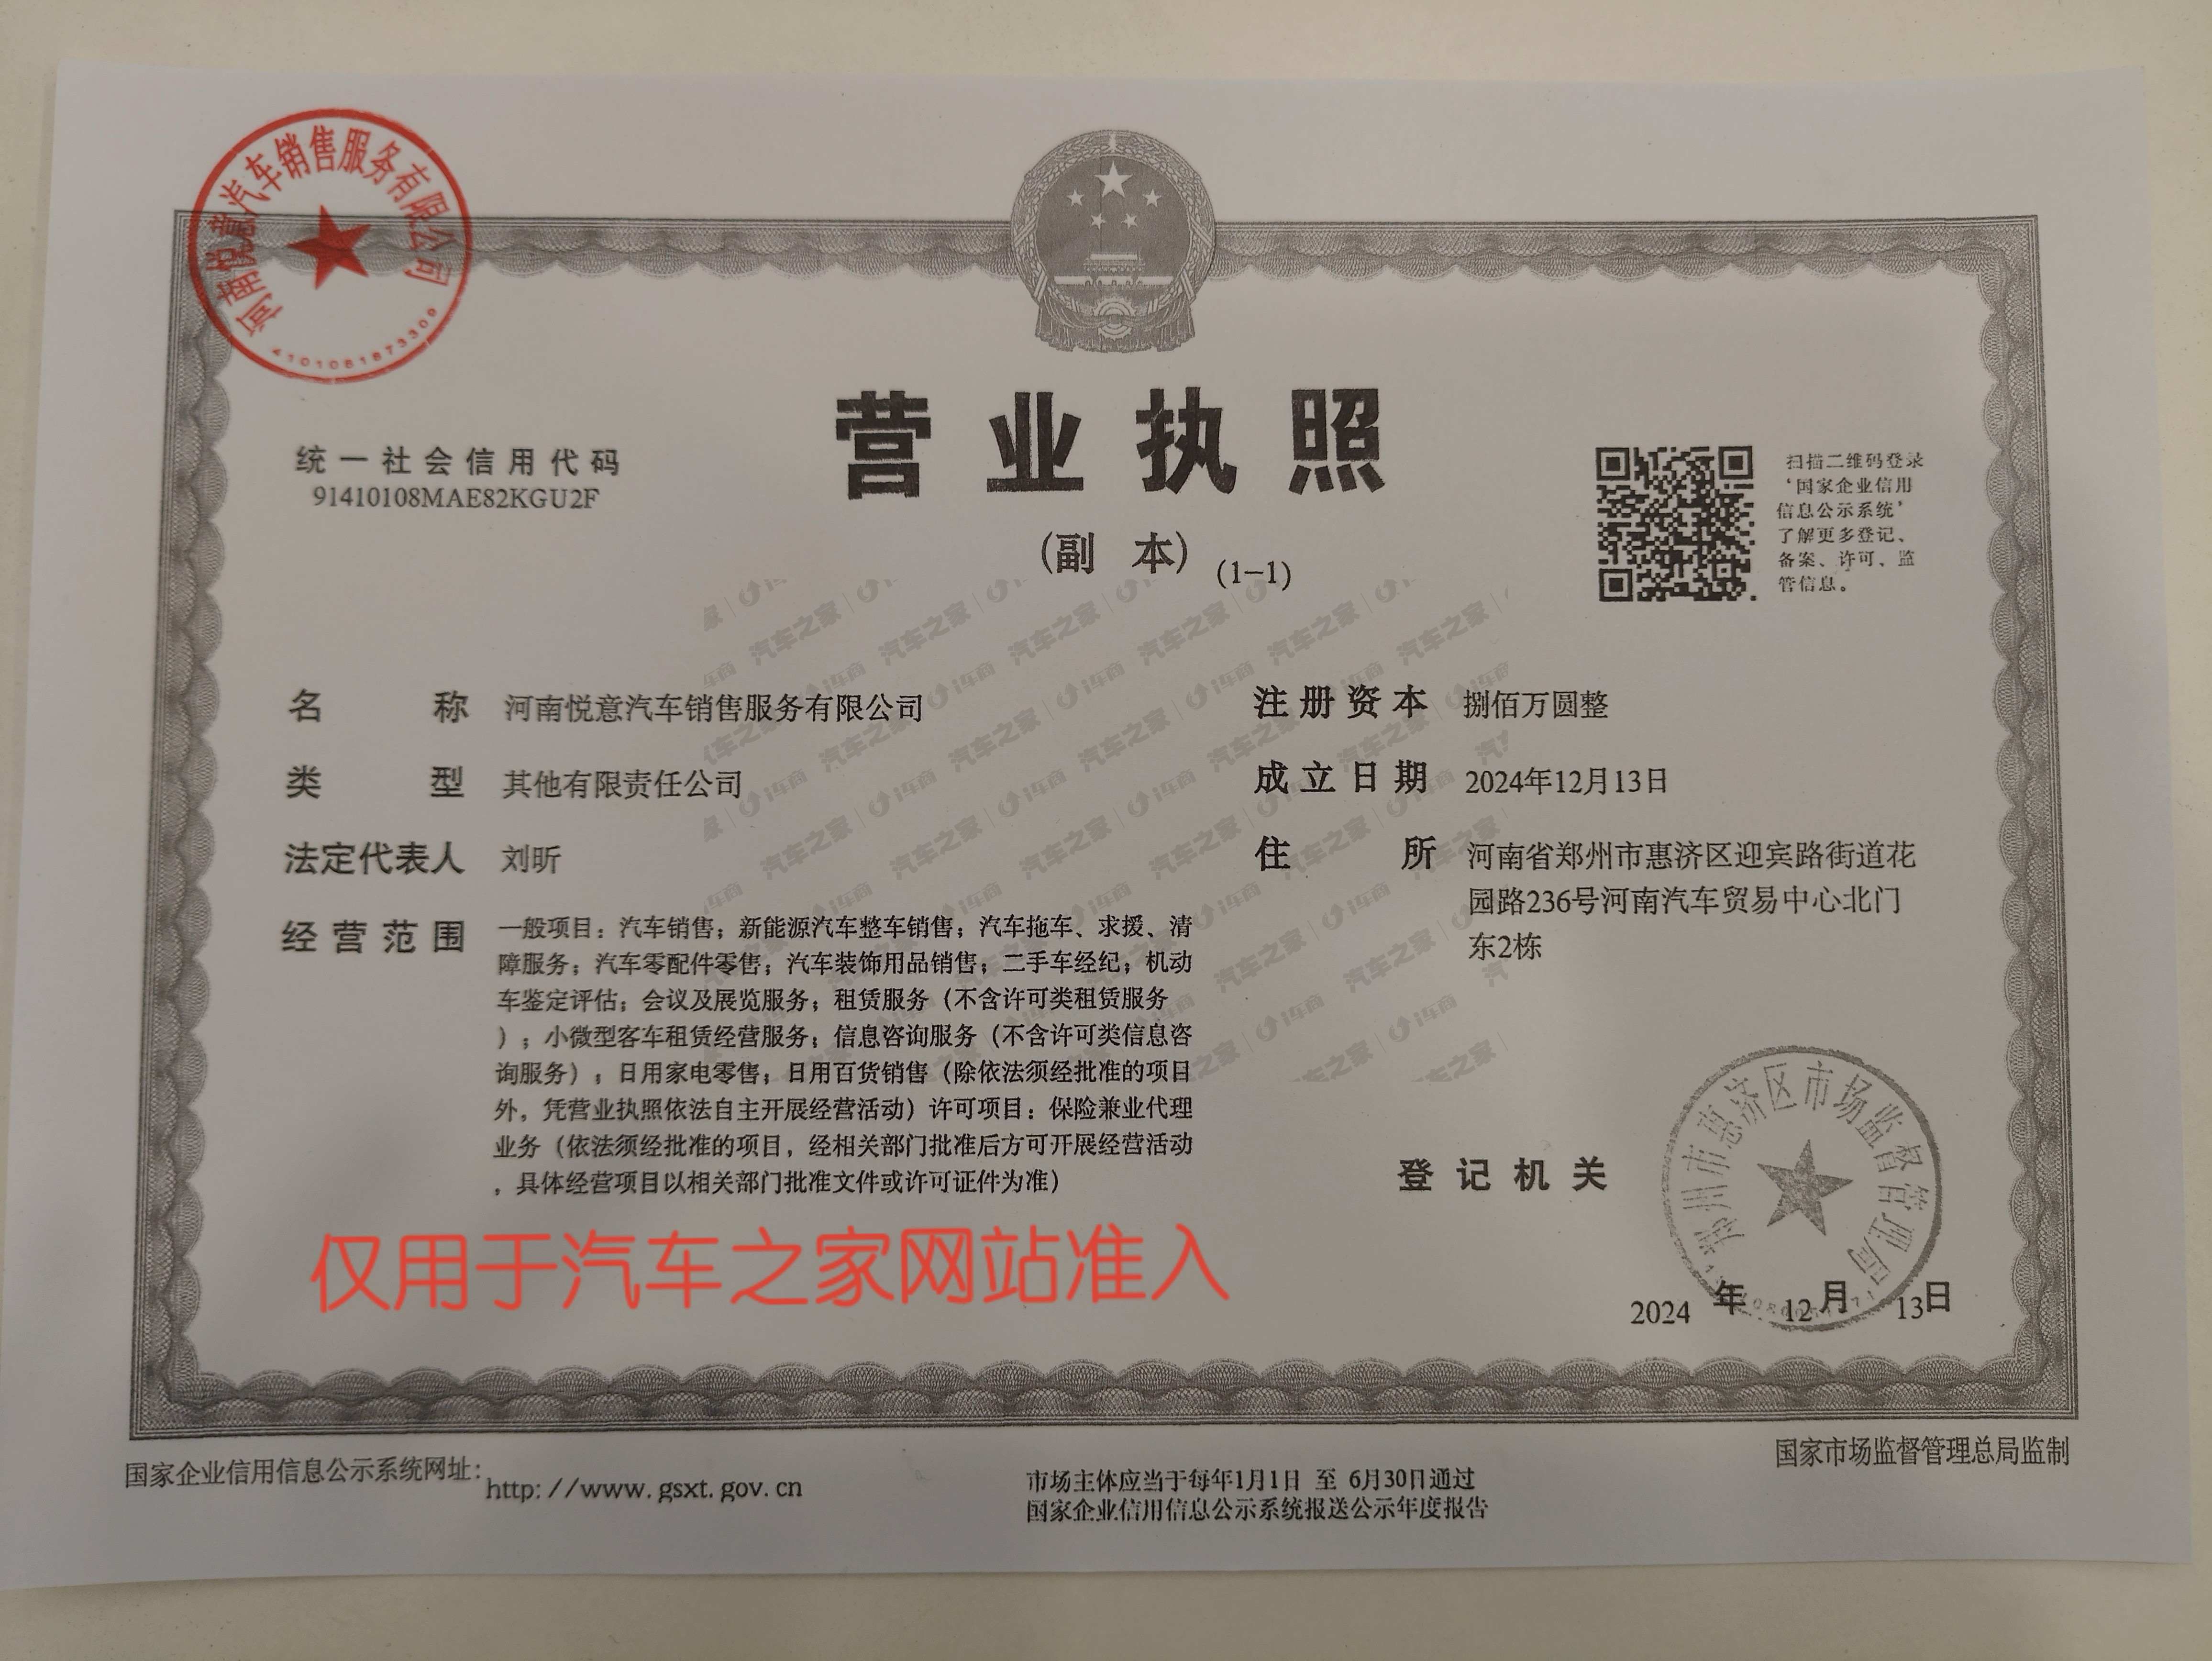 河南悦意汽车销售服务有限公司
4101081873309
营业执照
(副 本) (1-1)
统一社会信用代码
91410108MAE82KGU2F
扫描二维码登录
‘国家企业信用
信息公示系统’
了解更多登记、
备案、许可、监
管信息。
名 称 河南悦意汽车销售服务有限公司
类 型 其他有限责任公司
法定代表人 刘昕
经营范围 一般项目：汽车销售；新能源汽车整车销售；汽车拖车、求援、清
障服务；汽车零配件零售；汽车装饰用品销售；二手车经纪；机动
车鉴定评估；会议及展览服务；租赁服务（不含许可类租赁服务
）；小微型客车租赁经营服务；信息咨询服务（不含许可类信息咨
询服务）；日用家电零售；日用百货销售（除依法须经批准的项目
外，凭营业执照依法自主开展经营活动）许可项目：保险兼业代理
业务（依法须经批准的项目，经相关部门批准后方可开展经营活动
，具体经营项目以相关部门批准文件或许可证件为准）
注册资本 捌佰万圆整
成立日期 2024年12月13日
住 所 河南省郑州市惠济区迎宾路街道花
园路236号河南汽车贸易中心北门
东2栋
汽车之家 i车商
仅用于汽车之家网站准入
登记机关
郑州市惠济区市场监督管理局
2024 年 12 月 13日
国家企业信用信息公示系统网址: http://www.gsxt.gov.cn
市场主体应当于每年1月1日 至 6月30日通过
国家企业信用信息公示系统报送公示年度报告
国家市场监督管理总局监制